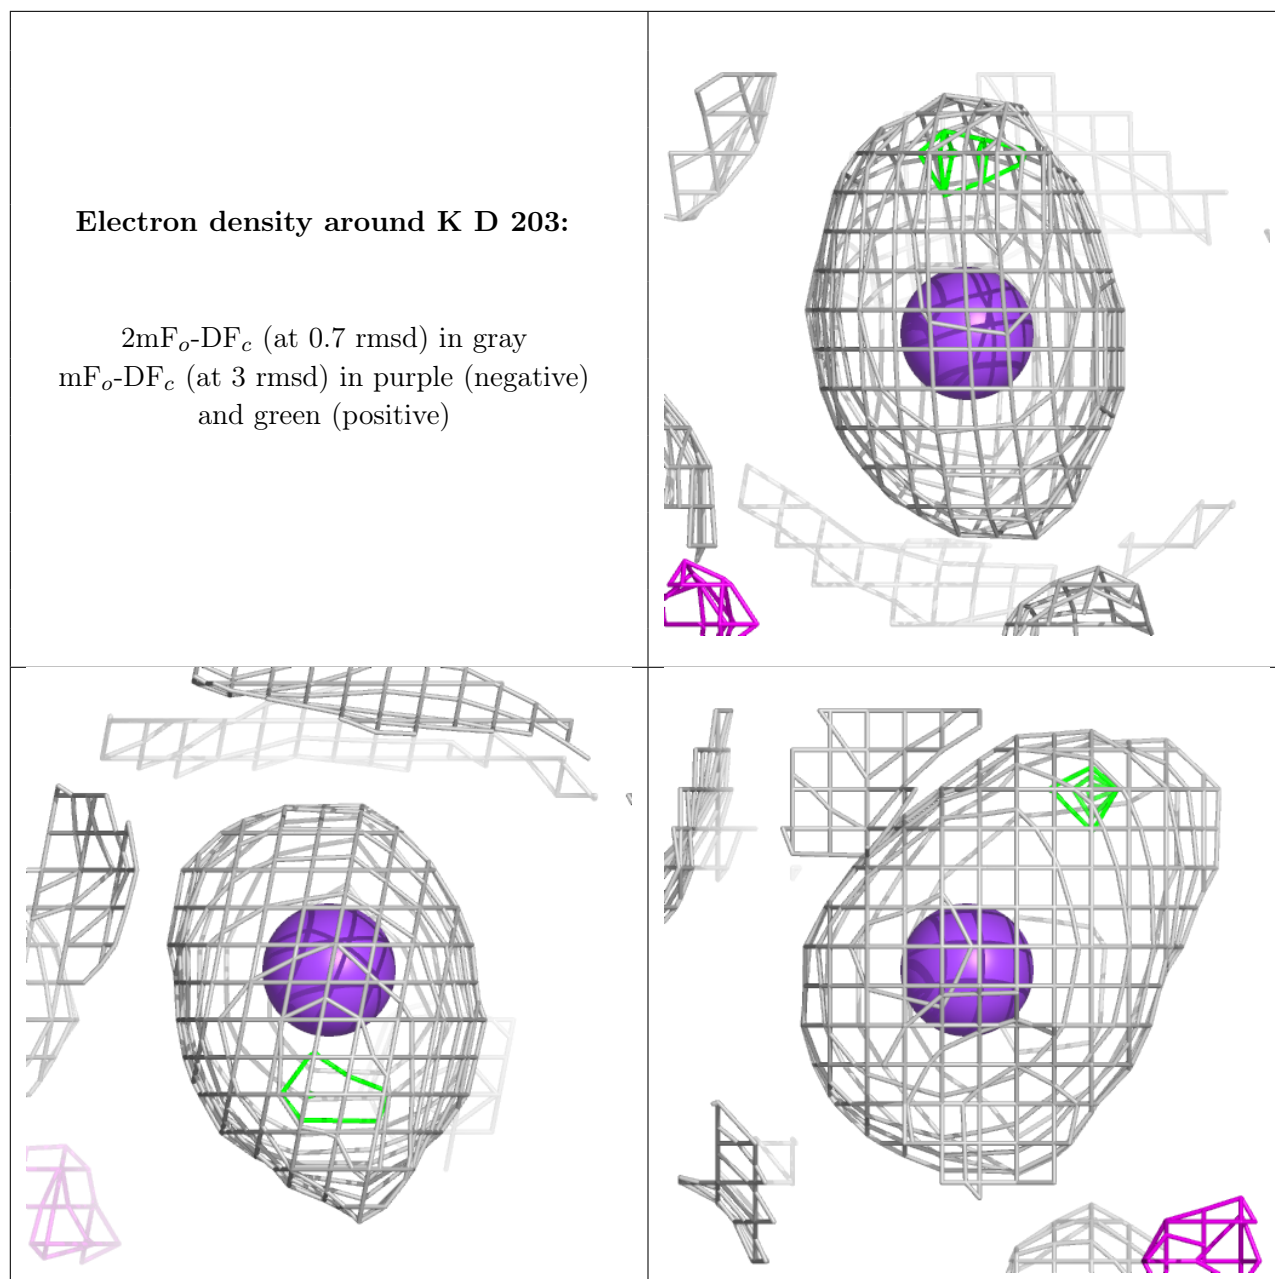 Electron density around K D 203:
2mFo-DFc (at 0.7 rmsd) in gray
mFo-DFc (at 3 rmsd) in purple (negative)
and green (positive)